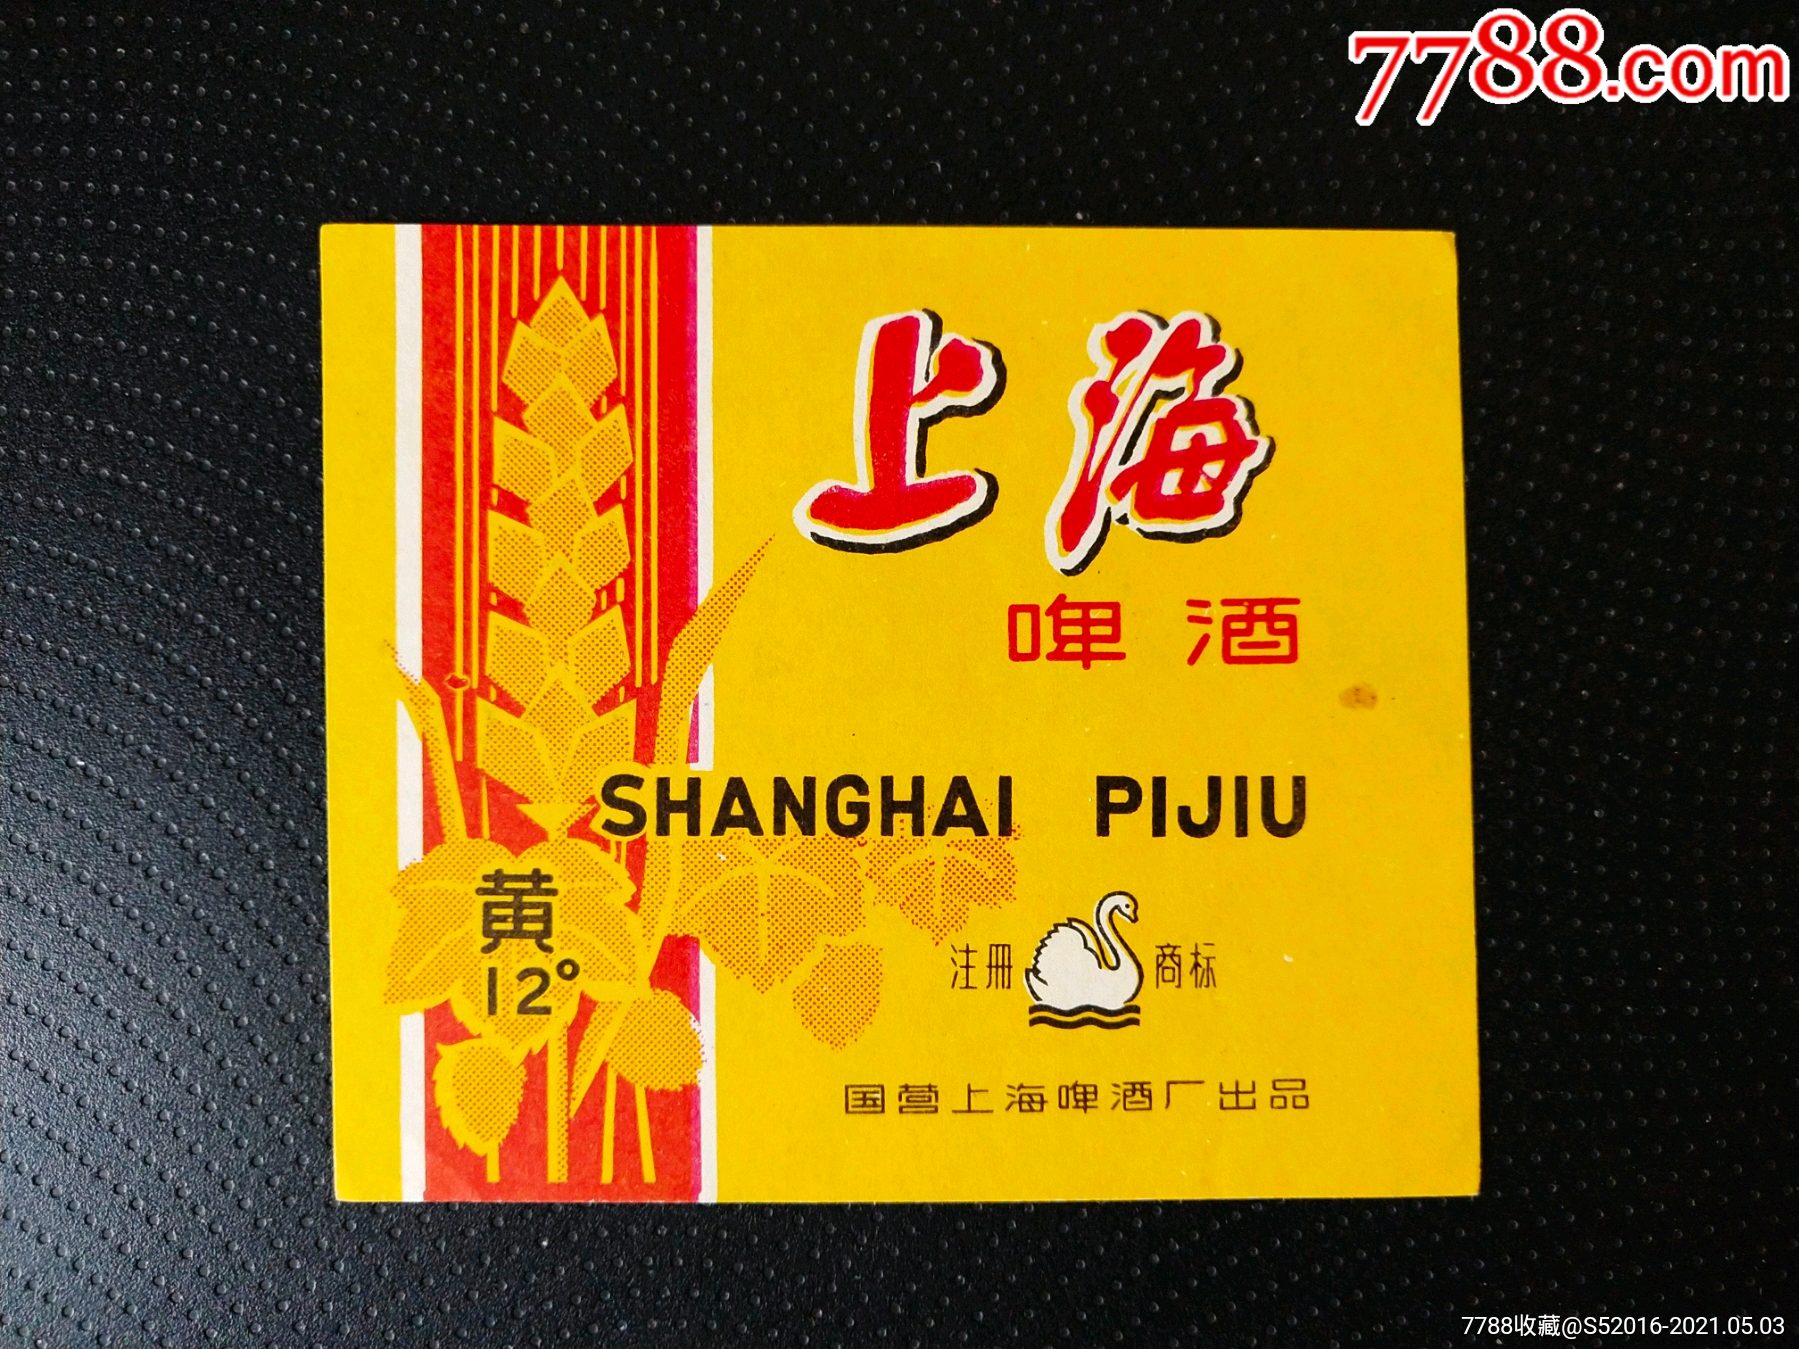 7788.com
上海
啤酒
SHANGHAI PIJIU
黄
12°
注册 商标
国营上海啤酒厂出品
7788收藏@S52016-2021.05.03